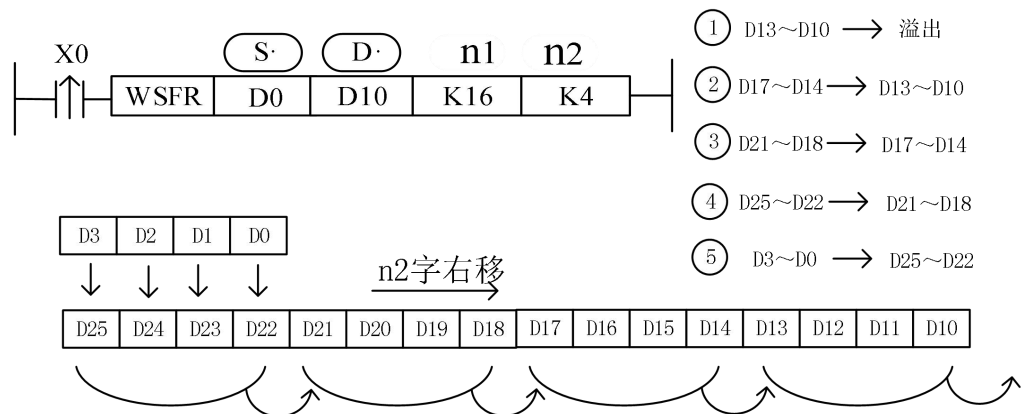 X0
S· D· n1 n2
WSFR D0 D10 K16 K4
① D13～D10 → 溢出
② D17～D14 → D13～D10
③ D21～D18 → D17～D14
④ D25～D22 → D21～D18
⑤ D3～D0 → D25～D22
D3 D2 D1 D0
n2字右移
D25 D24 D23 D22 D21 D20 D19 D18 D17 D16 D15 D14 D13 D12 D11 D10